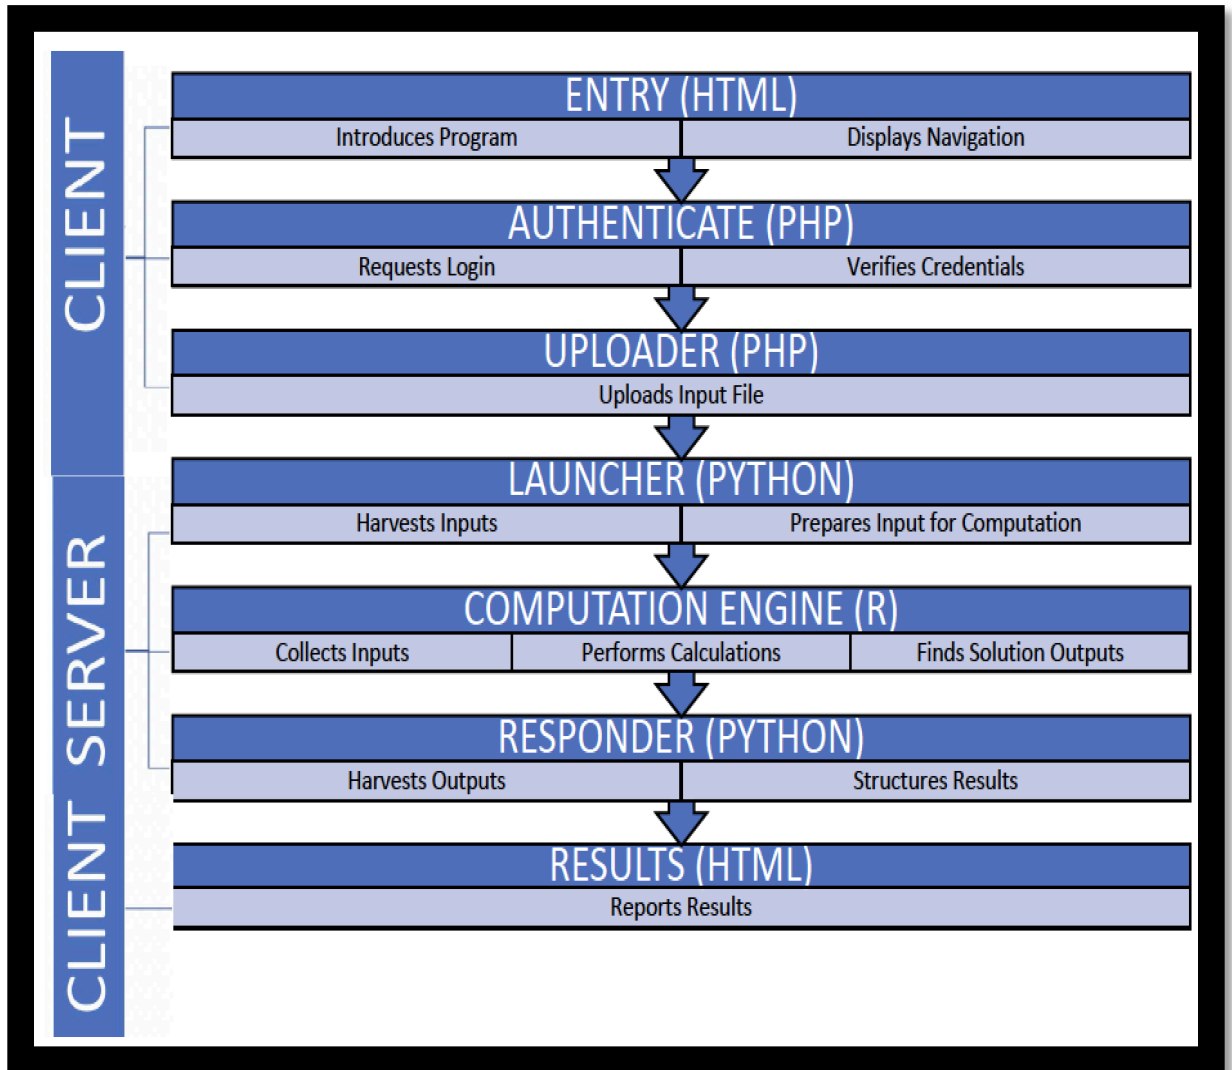 CLIENT
ENTRY (HTML)
Introduces Program
Displays Navigation
AUTHENTICATE (PHP)
Requests Login
Verifies Credentials
UPLOADER (PHP)
Uploads Input File
SERVER
LAUNCHER (PYTHON)
Harvests Inputs
Prepares Input for Computation
COMPUTATION ENGINE (R)
Collects Inputs
Performs Calculations
Finds Solution Outputs
RESPONDER (PYTHON)
Harvests Outputs
Structures Results
CLIENT
RESULTS (HTML)
Reports Results